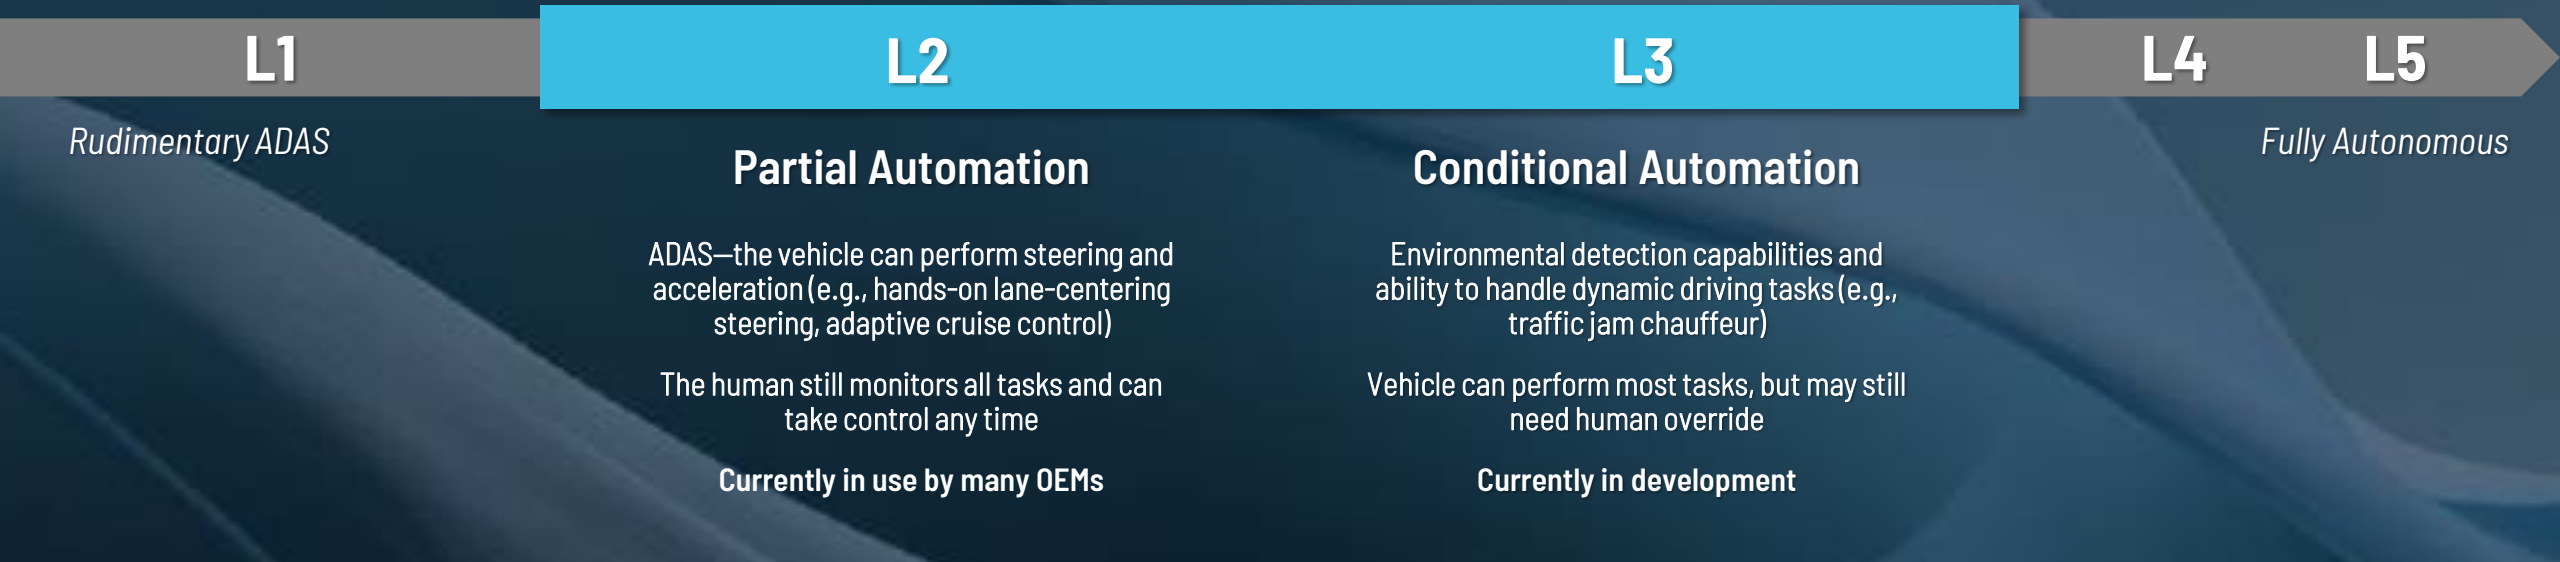 L1
L2
L3
L4
L5
Rudimentary ADAS
Fully Autonomous
Partial Automation
ADAS—the vehicle can perform steering and
acceleration (e.g., hands-on lane-centering
steering, adaptive cruise control)
The human still monitors all tasks and can
take control any time
Currently in use by many OEMs
Conditional Automation
Environmental detection capabilities and
ability to handle dynamic driving tasks (e.g.,
traffic jam chauffeur)
Vehicle can perform most tasks, but may still
need human override
Currently in development